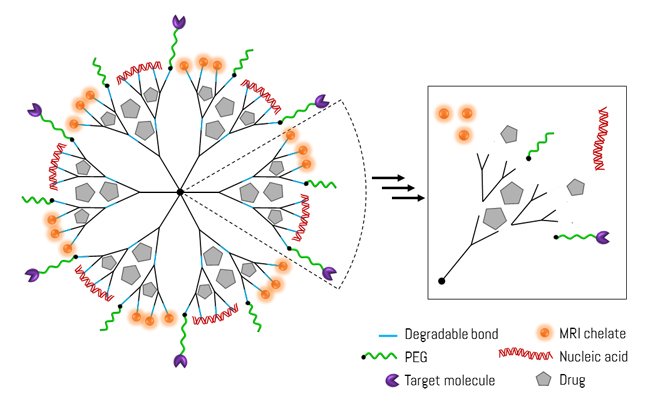 Degradable bond
MRI chelate
PEG
Nucleic acid
Target molecule
Drug